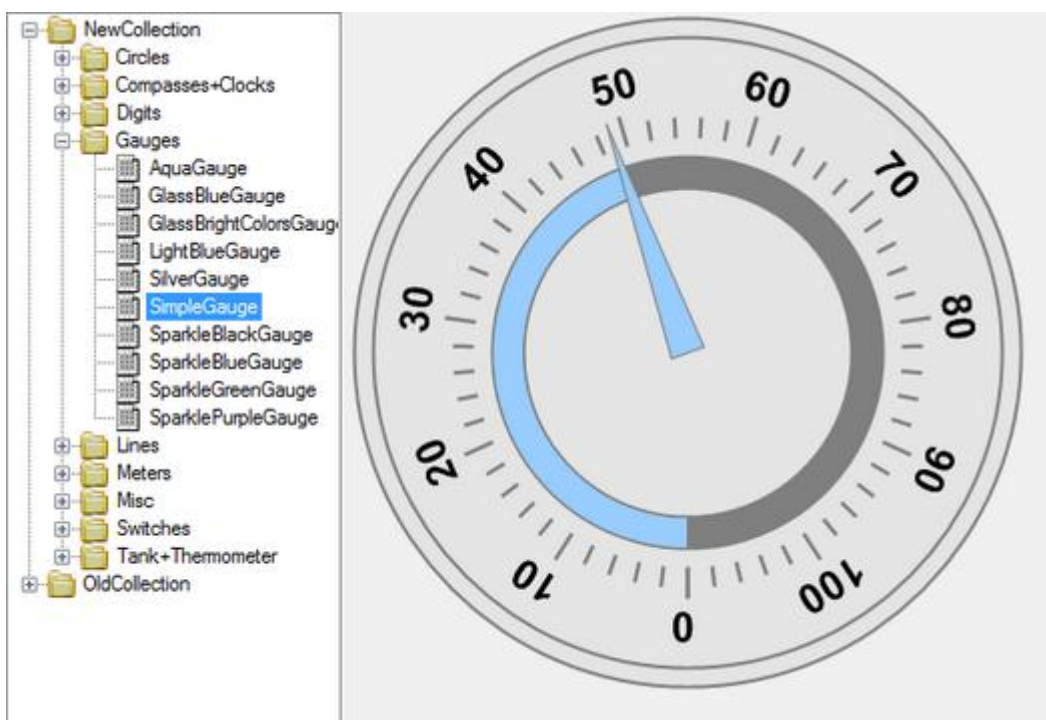 NewCollection
Circles
Compasses+Clocks
Digits
Gauges
AquaGauge
GlassBlueGauge
GlassBrightColorsGaug
LightBlueGauge
SilverGauge
SimpleGauge
SparkleBlackGauge
SparkleBlueGauge
SparkleGreenGauge
SparklePurpleGauge
Lines
Meters
Misc
Switches
Tank+Thermometer
OldCollection
0
10
20
30
40
50
60
70
80
90
100